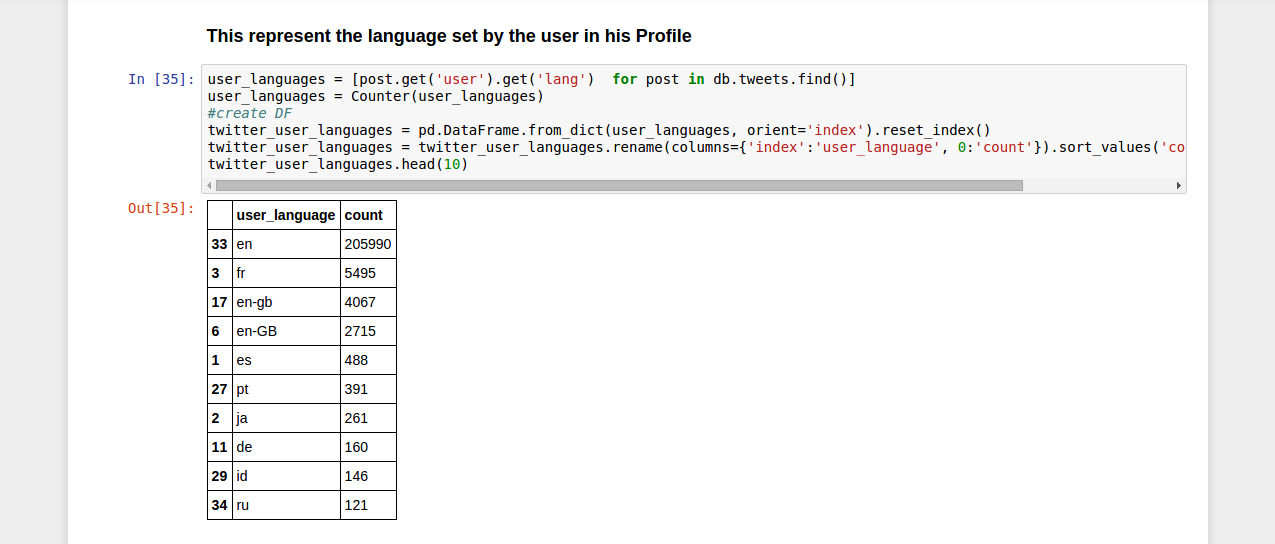 This represent the language set by the user in his Profile
In [35]: user_languages = [post.get('user').get('lang')  for post in db.tweets.find()]
user_languages = Counter(user_languages)
#create DF
twitter_user_languages = pd.DataFrame.from_dict(user_languages, orient='index').reset_index()
twitter_user_languages = twitter_user_languages.rename(columns={'index':'user_language', 0:'count'}).sort_values('co
twitter_user_languages.head(10)
Out[35]:
user_language count
33 en 205990
3 fr 5495
17 en-gb 4067
6 en-GB 2715
1 es 488
27 pt 391
2 ja 261
11 de 160
29 id 146
34 ru 121